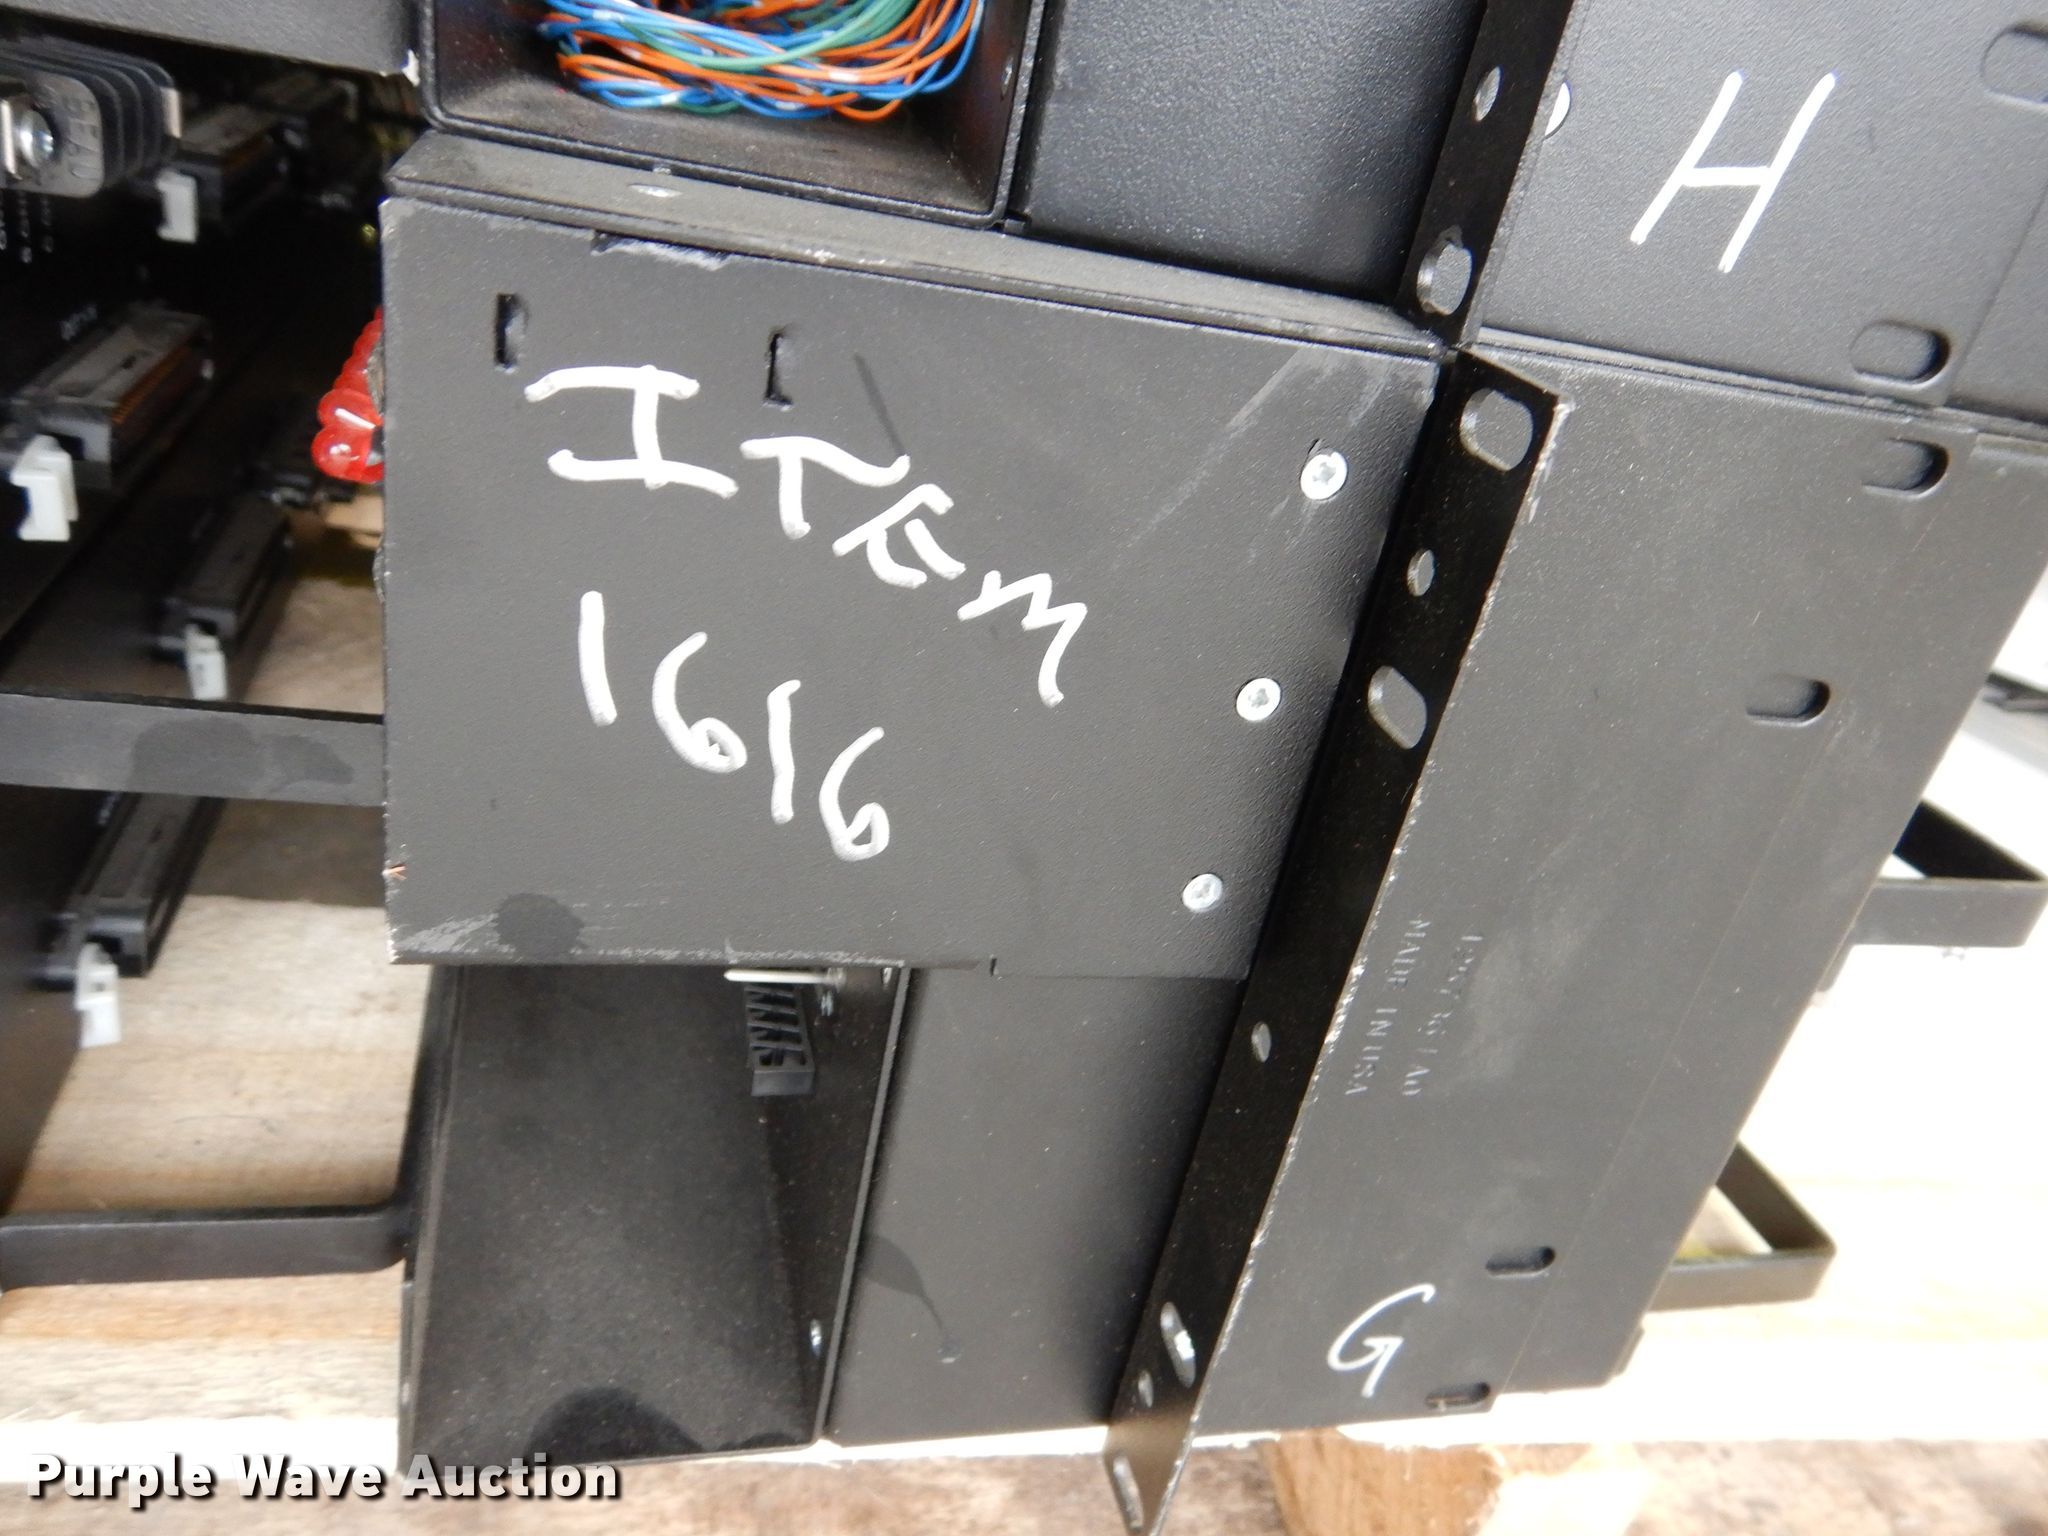 H
ITEM
1616
MADE IN USA
G
Purple Wave Auction